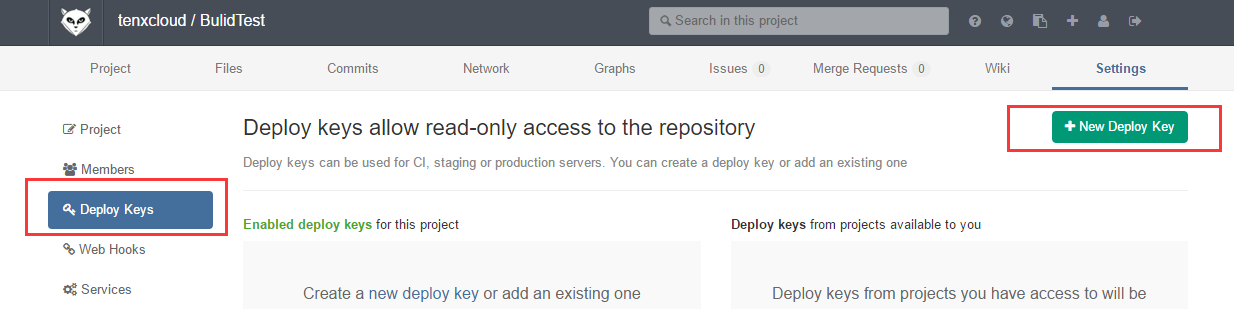 tenxcloud / BulidTest
Search in this project
Project Files Commits Network Graphs Issues 0 Merge Requests 0 Wiki Settings
Project
Members
Deploy Keys
Web Hooks
Services
Deploy keys allow read-only access to the repository
New Deploy Key
Deploy keys can be used for CI, staging or production servers. You can create a deploy key or add an existing one
Enabled deploy keys for this project
Create a new deploy key or add an existing one
Deploy keys from projects available to you
Deploy keys from projects you have access to will be